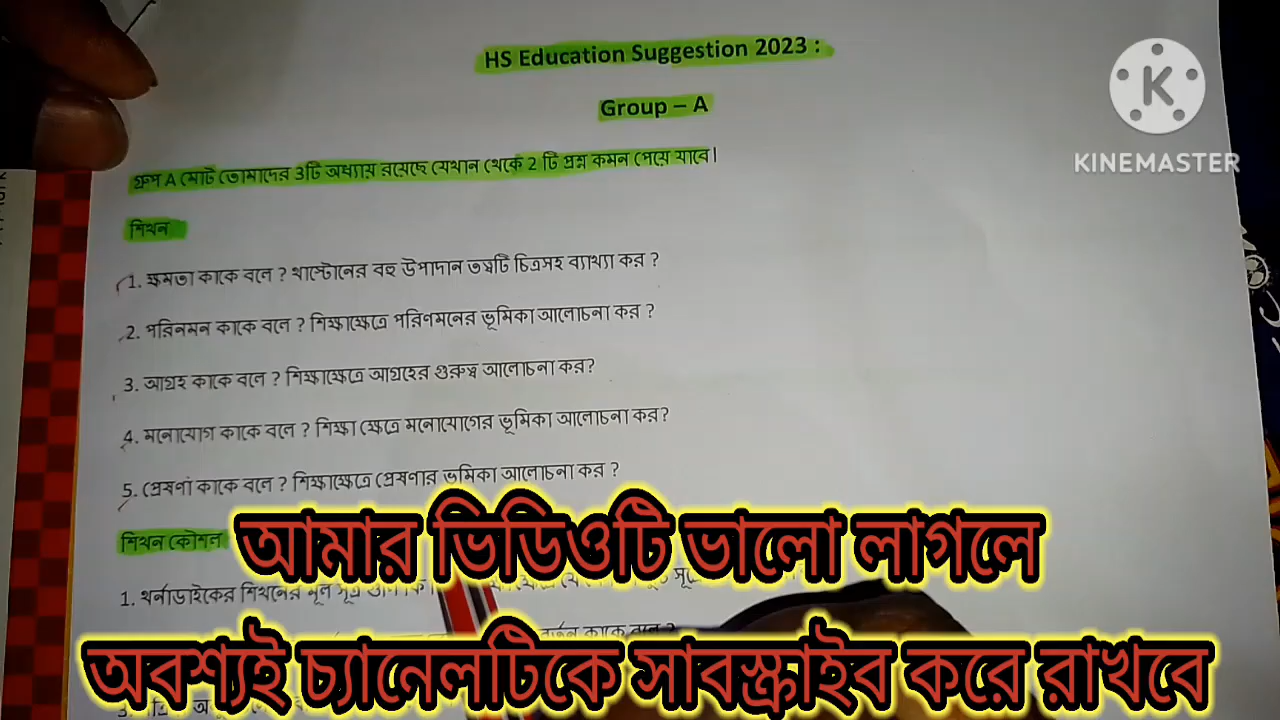 HS Education Suggestion 2023 :
Group – A
KINEMASTER
গ্রুপ A মোট তোমাদের 3টি অধ্যায় রয়েছে যেখান থেকে 2 টি প্রশ্ন কমন পেয়ে যাবে।
শিখন
1. ক্ষমতা কাকে বলে ? থার্স্টোনের বহু উপাদান তত্ত্বটি চিত্রসহ ব্যাখ্যা কর ?
2. পরিনমন কাকে বলে ? শিক্ষাক্ষেত্রে পরিণমনের ভূমিকা আলোচনা কর ?
3. আগ্রহ কাকে বলে ? শিক্ষাক্ষেত্রে আগ্রহের গুরুত্ব আলোচনা কর?
4. মনোযোগ কাকে বলে ? শিক্ষা ক্ষেত্রে মনোযোগের ভূমিকা আলোচনা কর?
5. প্রেষণা কাকে বলে ? শিক্ষাক্ষেত্রে প্রেষণার ভূমিকা আলোচনা কর ?
শিখন কৌশল
আমার ভিডিওটি ভালো লাগলে
1. থর্নডাইকের শিখনের মূল সূত্র
কাকে বলে ?
অবশ্যই চ্যানেলটিকে সাবস্ক্রাইব করে রাখবে